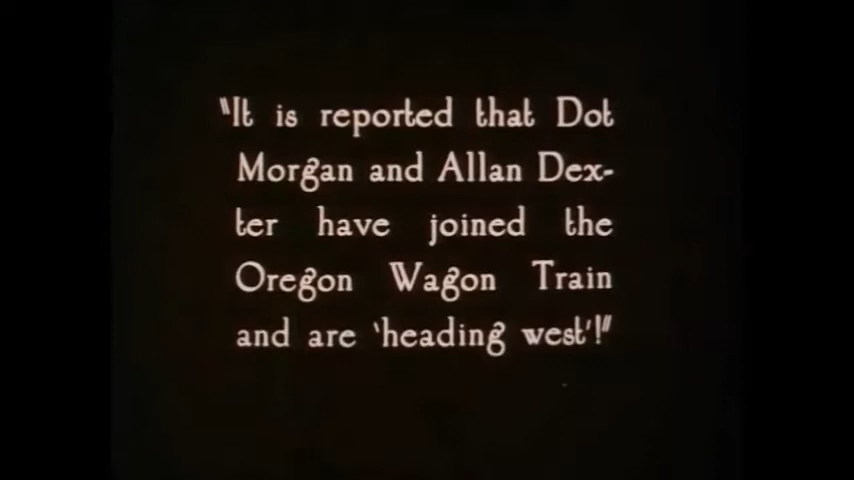 "It is reported that Dot
Morgan and Allan Dex-
ter have joined the
Oregon Wagon Train
and are 'heading west'!"